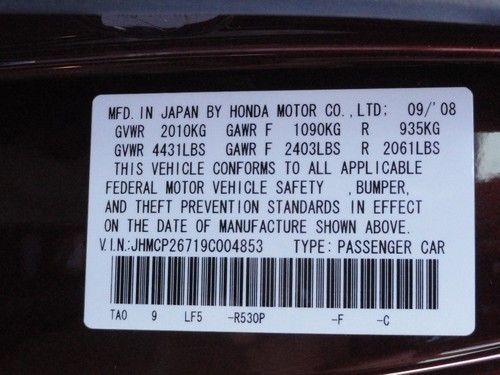 MFD. IN JAPAN BY HONDA MOTOR CO., LTD; 09/'08
GVWR 2010KG GAWR F 1090KG R 935KG
GVWR 4431LBS GAWR F 2403LBS R 2061LBS
THIS VEHICLE CONFORMS TO ALL APPLICABLE
FEDERAL MOTOR VEHICLE SAFETY , BUMPER,
AND THEFT PREVENTION STANDARDS IN EFFECT
ON THE DATE OF MANUFACTURE SHOWN ABOVE.
V.I.N:JHMCP26719C004853 TYPE: PASSENGER CAR
TA0 9 LF5 -R530P -F -C